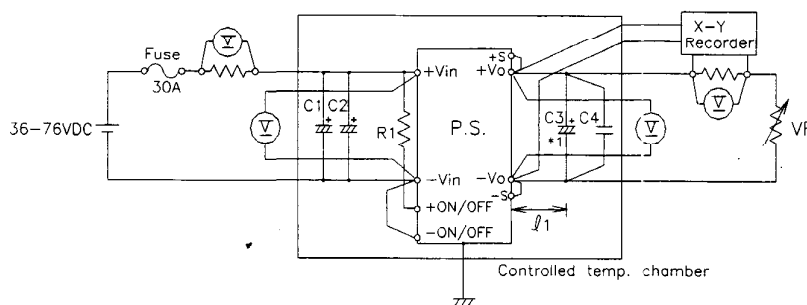 Fuse
30A
V
36-76VDC
V
C1 + C2 +
R1
+Vin
-Vin
+ON/OFF
-ON/OFF
P.S.
+S
+Vo
-Vo
-S
C3 + C4
*1
ℓ1
V
X-Y
Recorder
V
VR
Controlled temp. chamber